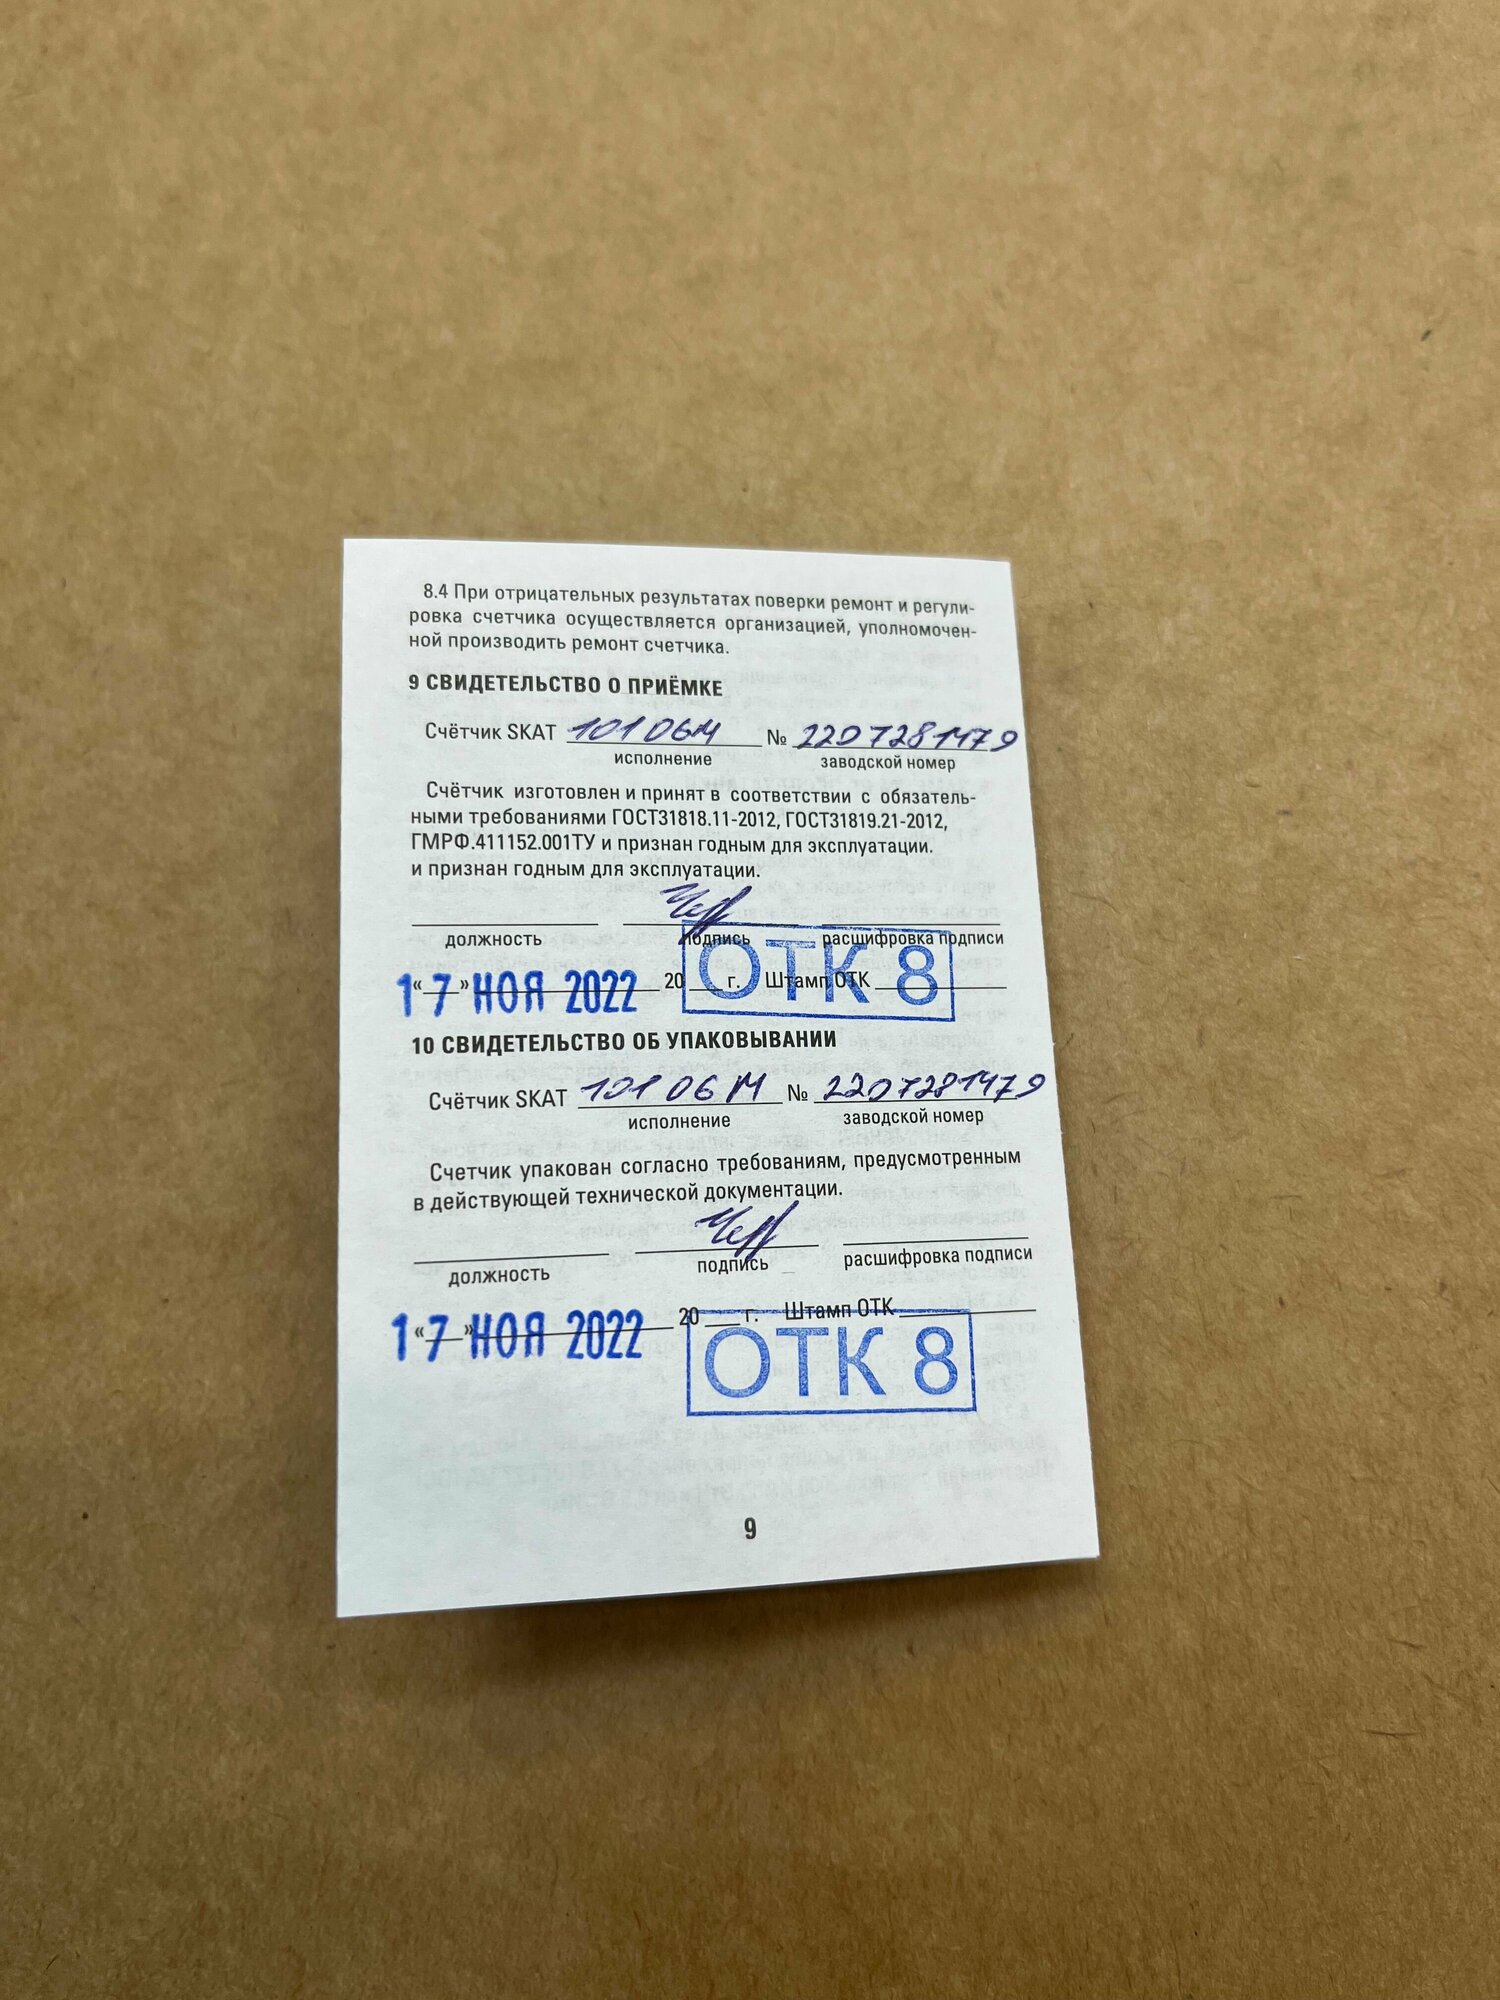 8.4 При отрицательных результатах поверки ремонт и регули-
ровка счетчика осуществляется организацией, уполномочен-
ной производить ремонт счетчика.
9 СВИДЕТЕЛЬСТВО О ПРИЁМКЕ
Счётчик SKAT 101 06М № 2207281479
исполнение заводской номер
Счётчик изготовлен и принят в соответствии с обязатель-
ными требованиями ГОСТ31818.11-2012, ГОСТ31819.21-2012,
ГМРФ.411152.001ТУ и признан годным для эксплуатации.
и признан годным для эксплуатации.
должность подпись расшифровка подписи
17 НОЯ 2022 20 г. Штамп ОТК
ОТК 8
10 СВИДЕТЕЛЬСТВО ОБ УПАКОВЫВАНИИ
Счётчик SKAT 101 06 М № 2207281479
исполнение заводской номер
Счетчик упакован согласно требованиям, предусмотренным
в действующей технической документации.
должность подпись расшифровка подписи
17 НОЯ 2022 20 г. Штамп ОТК
ОТК 8
9